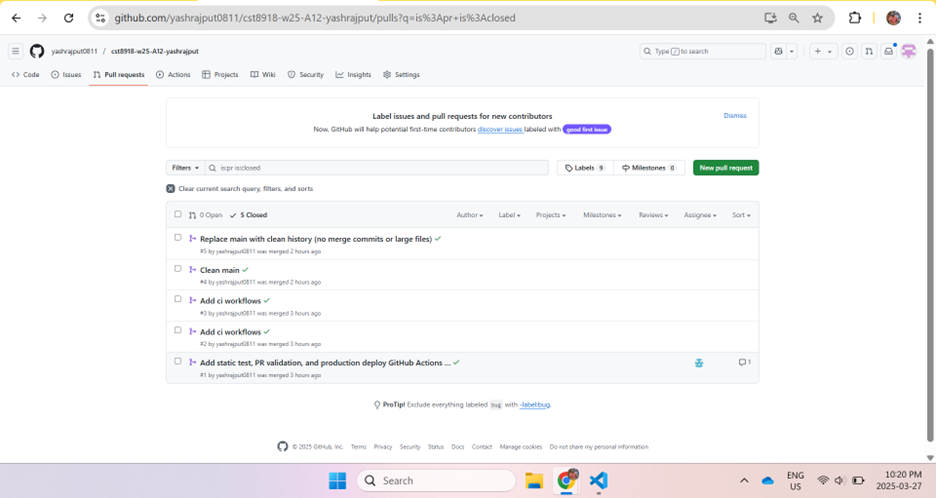 github.com/yashrajput0811/cst8918-w25-A12-yashrajput/pulls?q=is%3Apr+is%3Aclosed
yashrajput0811 / cst8918-w25-A12-yashrajput
Type / to search
Code Issues Pull requests Actions Projects Wiki Security Insights Settings
Label issues and pull requests for new contributors
Dismiss
Now, GitHub will help potential first-time contributors discover issues labeled with good first issue
Filters is:pr is:closed Labels 9 Milestones 0 New pull request
Clear current search query, filters, and sorts
0 Open 5 Closed Author Label Projects Milestones Reviews Assignee Sort
Replace main with clean history (no merge commits or large files)
#5 by yashrajput0811 was merged 2 hours ago
Clean main
#4 by yashrajput0811 was merged 2 hours ago
Add ci workflows
#3 by yashrajput0811 was merged 3 hours ago
Add ci workflows
#2 by yashrajput0811 was merged 3 hours ago
Add static test, PR validation, and production deploy GitHub Actions ... 1
#1 by yashrajput0811 was merged 3 hours ago
ProTip! Exclude everything labeled bug with -label:bug.
© 2025 GitHub, Inc. Terms Privacy Security Status Docs Contact Manage cookies Do not share my personal information
Search
ENG
US
10:20 PM
2025-03-27